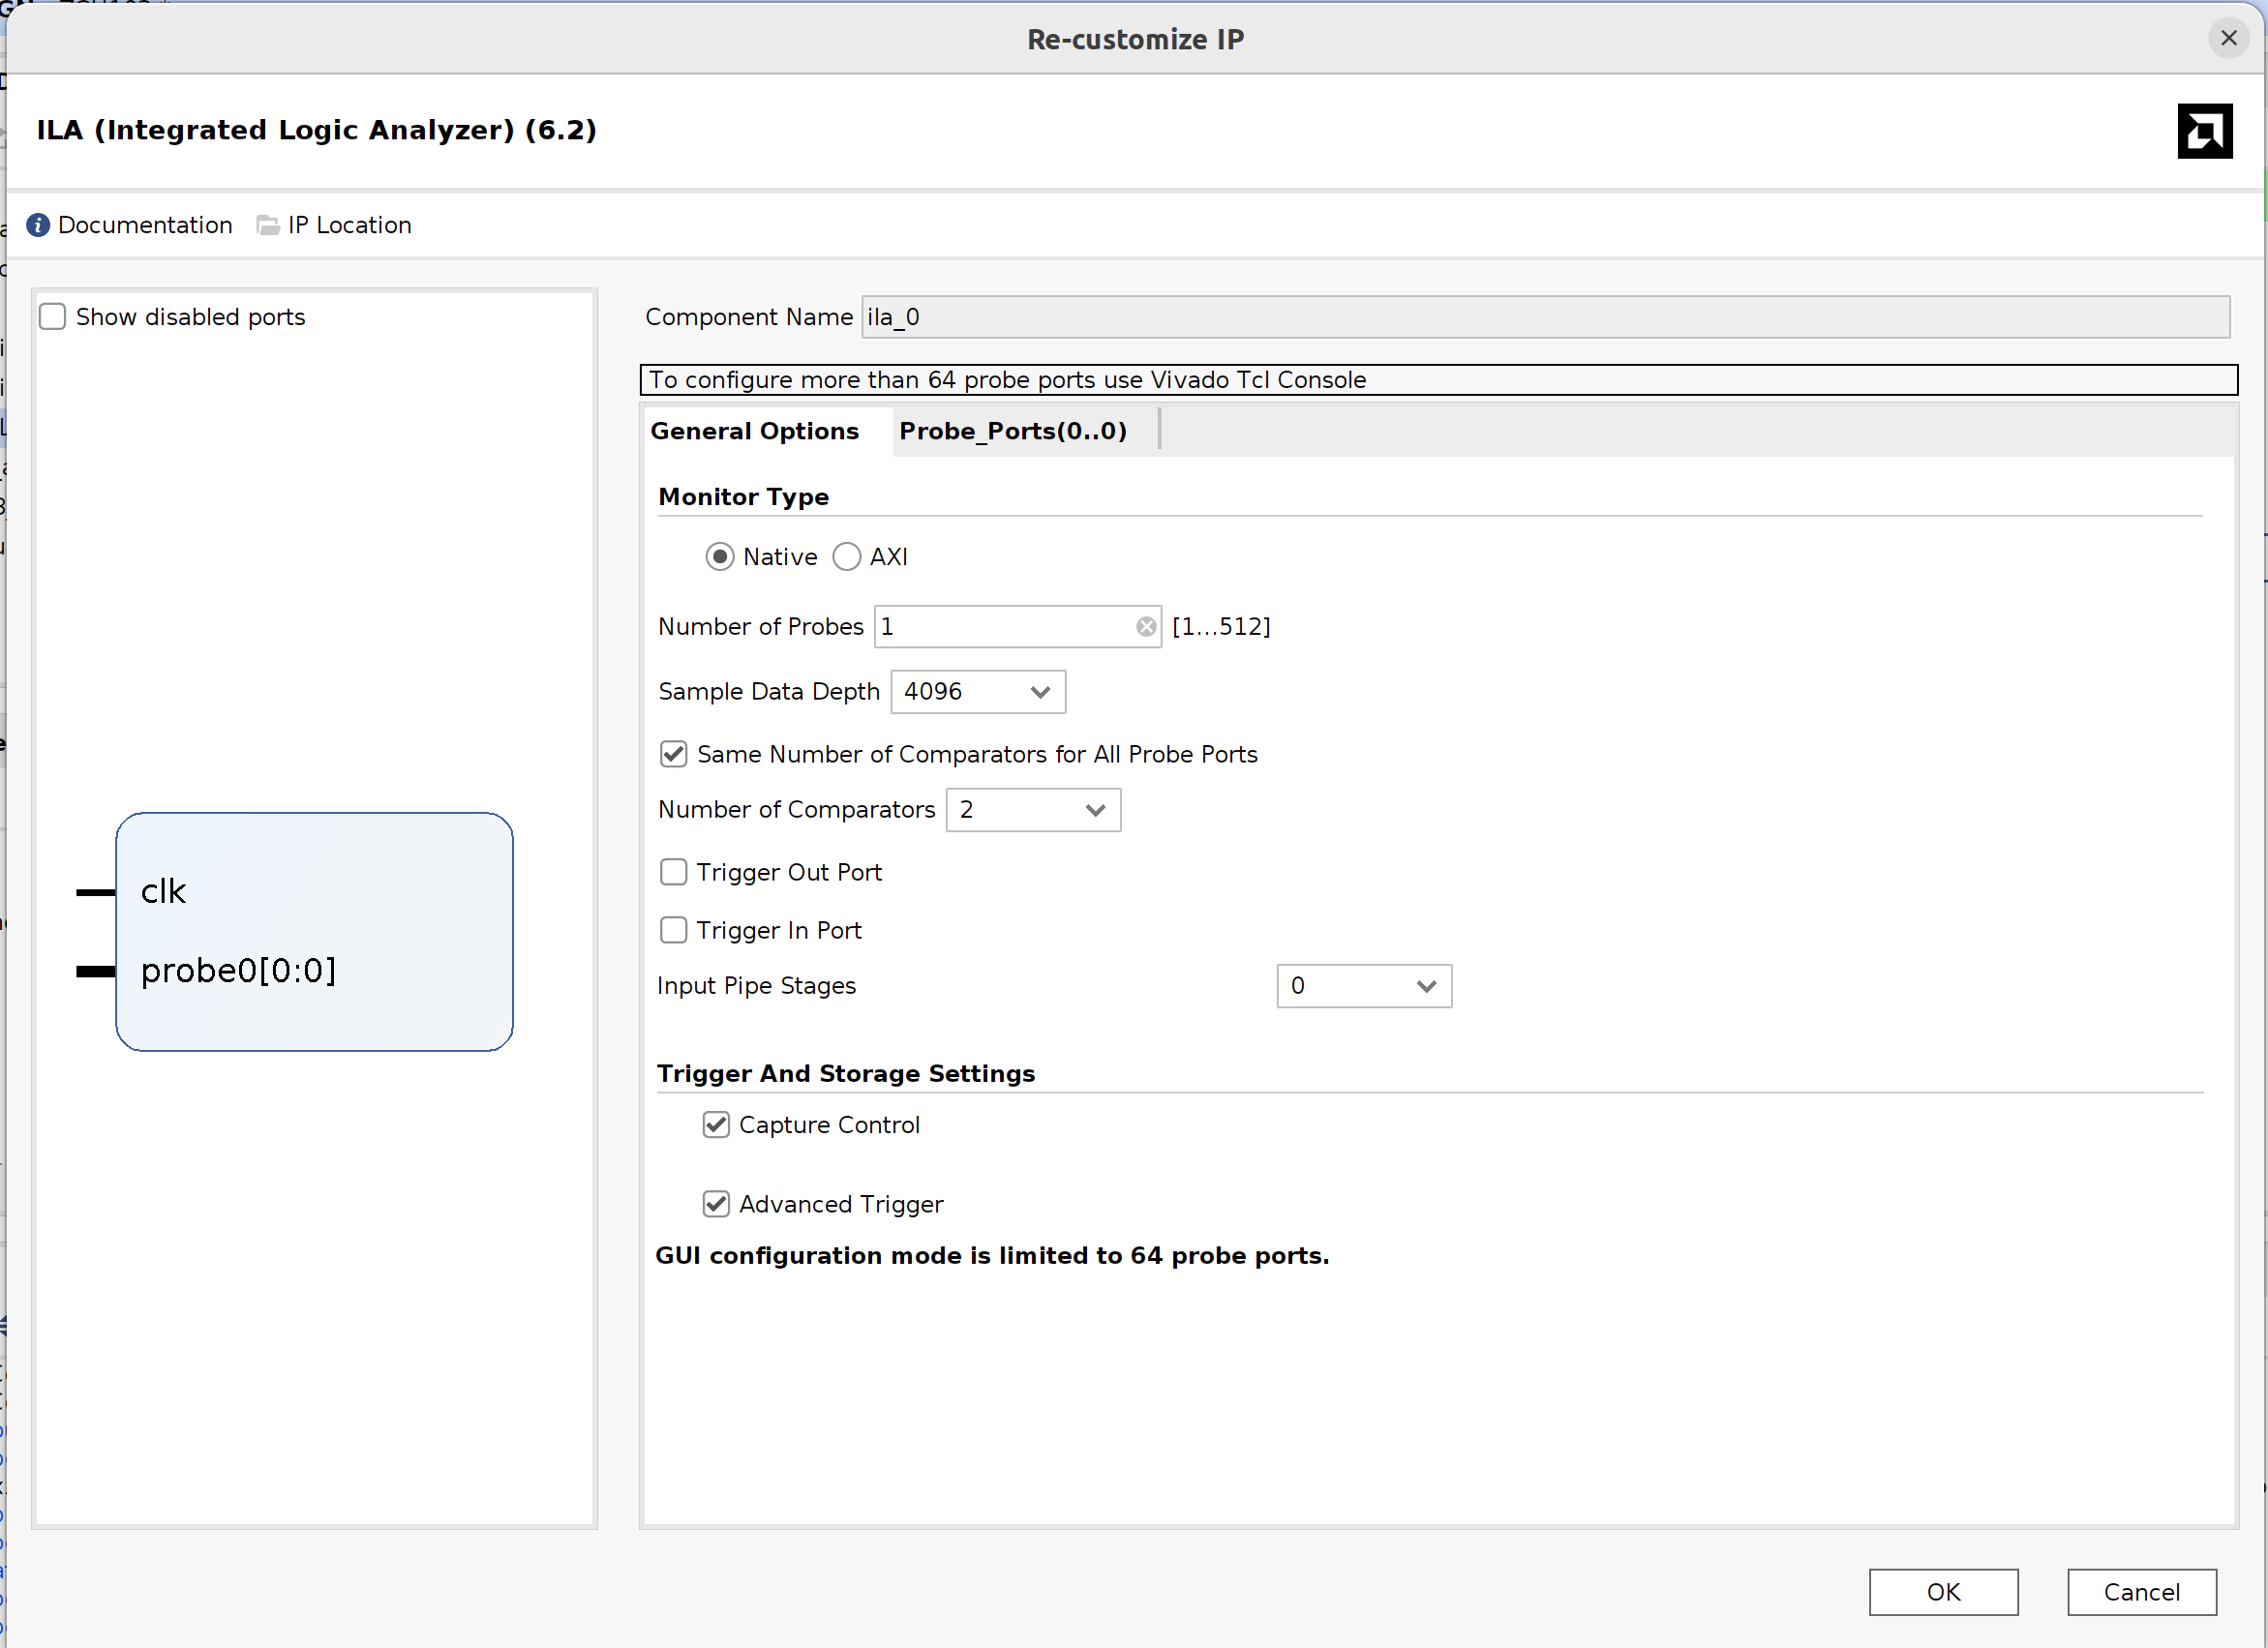 Re-customize IP
ILA (Integrated Logic Analyzer) (6.2)
Documentation IP Location
Show disabled ports
clk
probe0[0:0]
Component Name ila_0
To configure more than 64 probe ports use Vivado Tcl Console
General Options Probe_Ports(0..0)
Monitor Type
Native AXI
Number of Probes 1 [1...512]
Sample Data Depth 4096
Same Number of Comparators for All Probe Ports
Number of Comparators 2
Trigger Out Port
Trigger In Port
Input Pipe Stages 0
Trigger And Storage Settings
Capture Control
Advanced Trigger
GUI configuration mode is limited to 64 probe ports.
OK Cancel